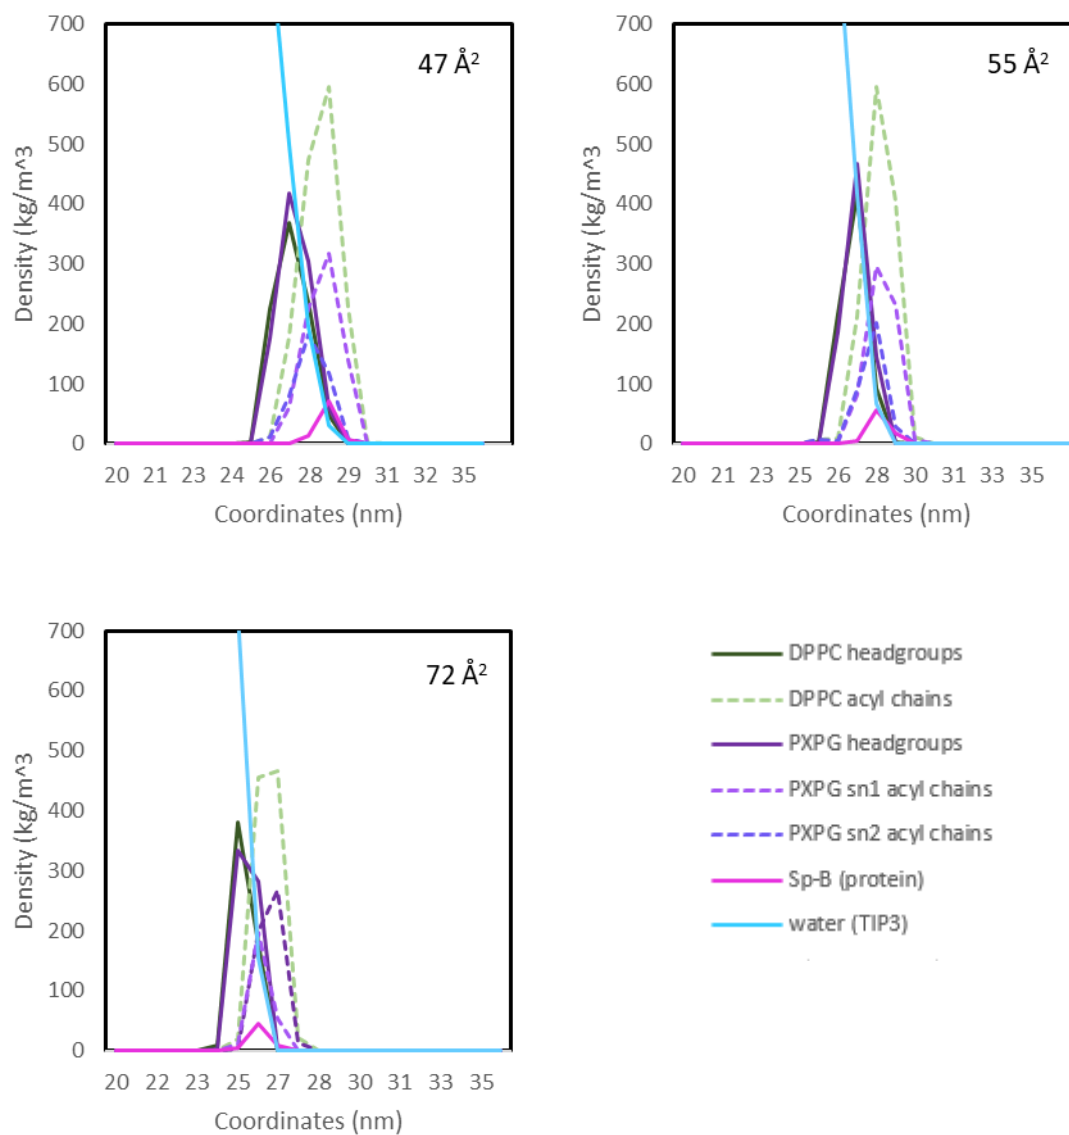 700
600
500
400
300
200
100
0
Density (kg/m^3
47 Å²
20 21 23 24 26 28 29 31 33 35
Coordinates (nm)
700
600
500
400
300
200
100
0
Density (kg/m^3
55 Å²
20 21 23 25 26 28 30 31 33 35
Coordinates (nm)
700
600
500
400
300
200
100
0
Density (kg/m^3
72 Å²
20 22 23 25 27 28 30 32 33 35
Coordinates (nm)
DPPC headgroups
DPPC acyl chains
PXPG headgroups
PXPG sn1 acyl chains
PXPG sn2 acyl chains
Sp-B (protein)
water (TIP3)